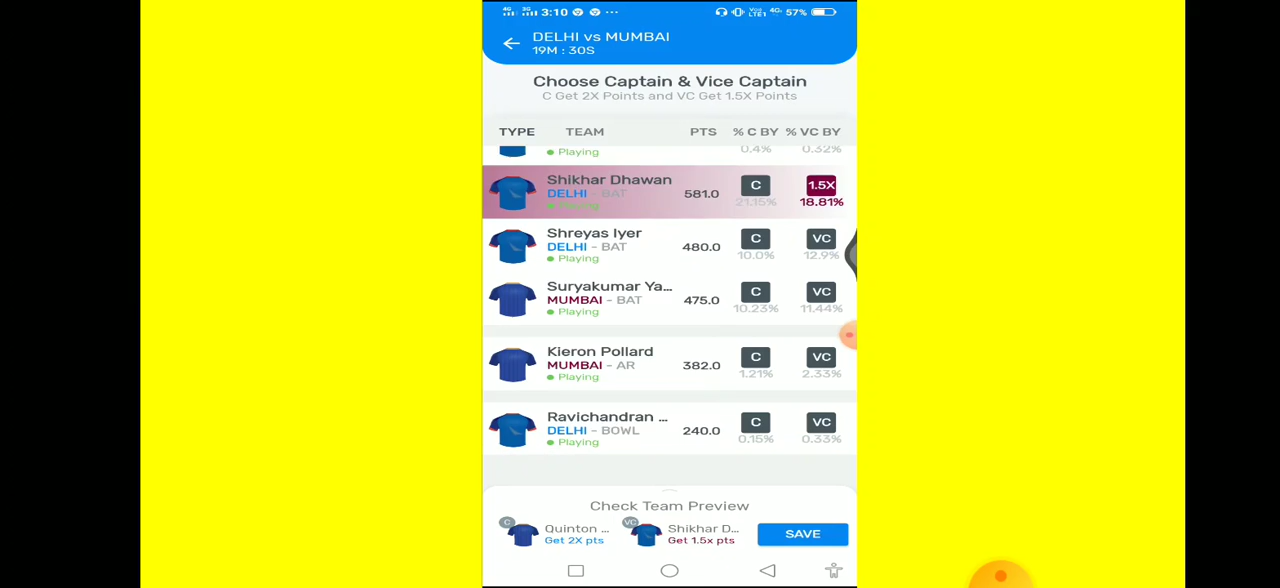 4G 3G 3:10 ... 4G 57%
DELHI vs MUMBAI
19M : 30S
Choose Captain & Vice Captain
C Get 2X Points and VC Get 1.5X Points
TYPE TEAM PTS % C BY % VC BY
Playing 0.4% 0.32%
Shikhar Dhawan
DELHI - BAT 581.0 C 1.5X
Playing 21.15% 18.81%
Shreyas Iyer
DELHI - BAT 480.0 C VC
Playing 10.0% 12.9%
Suryakumar Ya...
MUMBAI - BAT 475.0 C VC
Playing 10.23% 11.44%
Kieron Pollard
MUMBAI - AR 382.0 C VC
Playing 1.21% 2.33%
Ravichandran ...
DELHI - BOWL 240.0 C VC
Playing 0.15% 0.33%
Check Team Preview
C Quinton ... VC Shikhar D... SAVE
Get 2X pts Get 1.5x pts